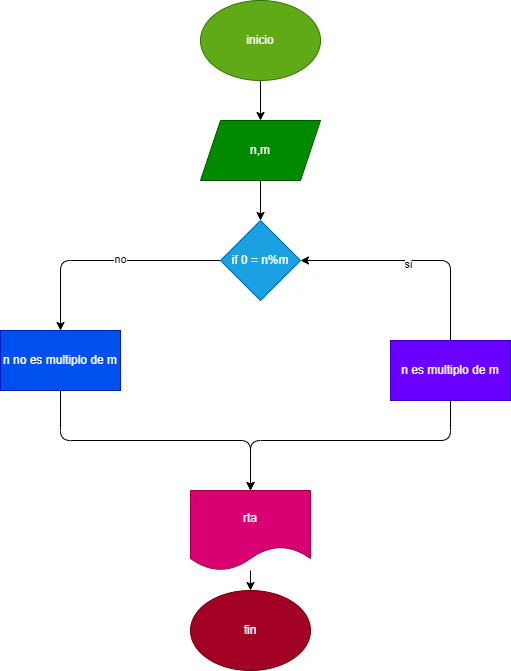 inicio
n,m
if 0 = n%m
no
si
n no es multiplo de m
n es multiplo de m
rta
fin